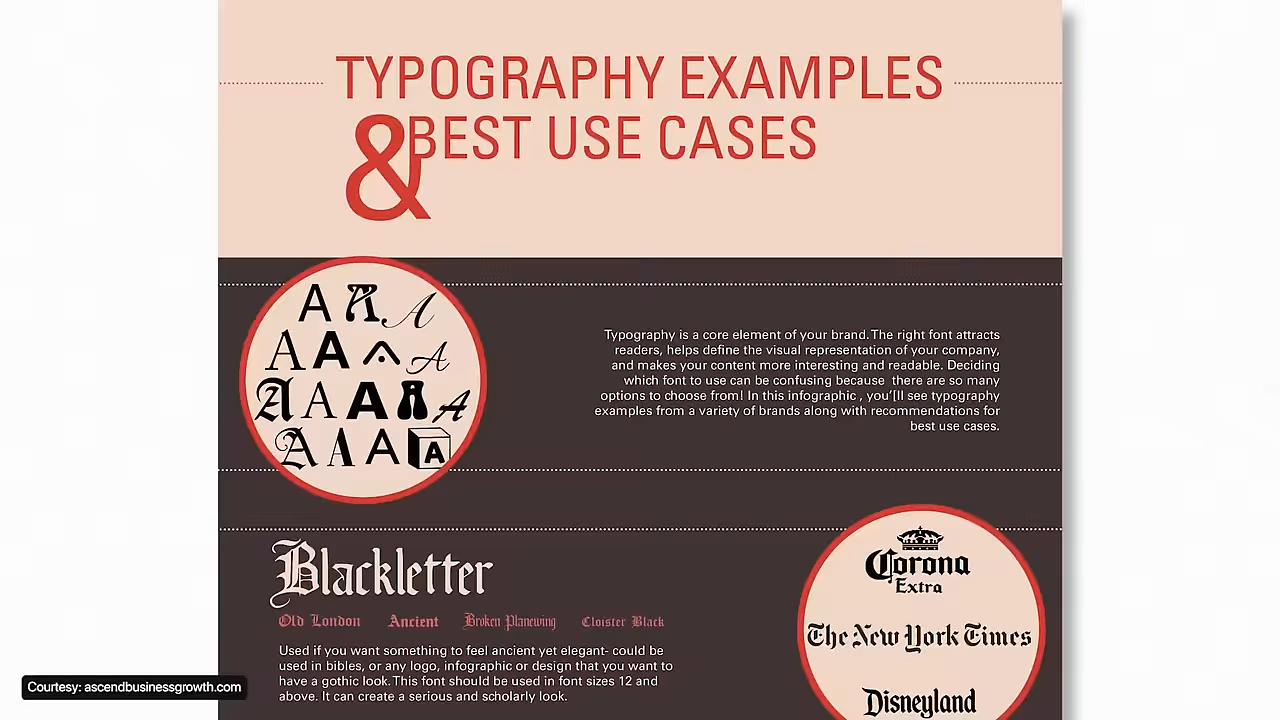 TYPOGRAPHY EXAMPLES
& BEST USE CASES
A A A
A A A A
A A A A A
A A A A
Typography is a core element of your brand. The right font attracts
readers, helps define the visual representation of your company,
and makes your content more interesting and readable. Deciding
which font to use can be confusing because there are so many
options to choose from! In this infographic , you'[ll see typography
examples from a variety of brands along with recommendations for
best use cases.
Blackletter
Old London Ancient Broken Planewing Cloister Black
Used if you want something to feel ancient yet elegant- could be
used in bibles, or any logo, infographic or design that you want to
have a gothic look. This font should be used in font sizes 12 and
above. It can create a serious and scholarly look.
Corona
Extra
The New York Times
Disneyland
Courtesy: ascendbusinessgrowth.com